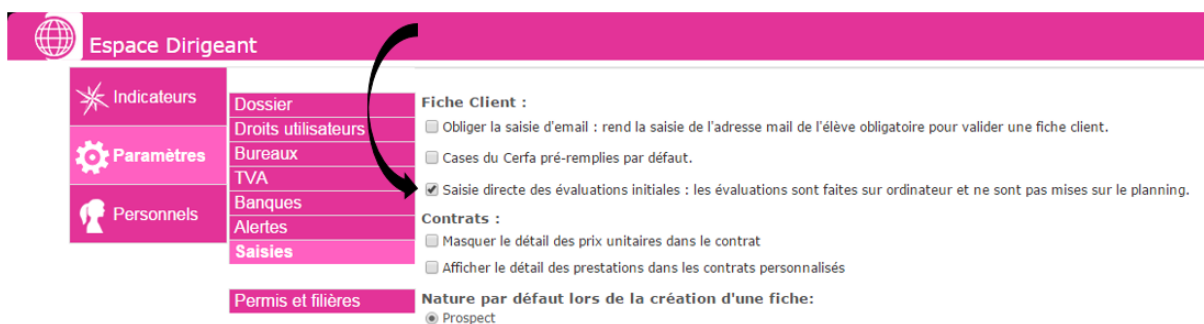 Espace Dirigeant
Indicateurs
Paramètres
Personnels
Dossier
Droits utilisateurs
Bureaux
TVA
Banques
Alertes
Saisies
Permis et filières
Fiche Client :
Obliger la saisie d'email : rend la saisie de l'adresse mail de l'élève obligatoire pour valider une fiche client.
Cases du Cerfa pré-remplies par défaut.
Saisie directe des évaluations initiales : les évaluations sont faites sur ordinateur et ne sont pas mises sur le planning.
Contrats :
Masquer le détail des prix unitaires dans le contrat
Afficher le détail des prestations dans les contrats personnalisés
Nature par défaut lors de la création d'une fiche:
Prospect